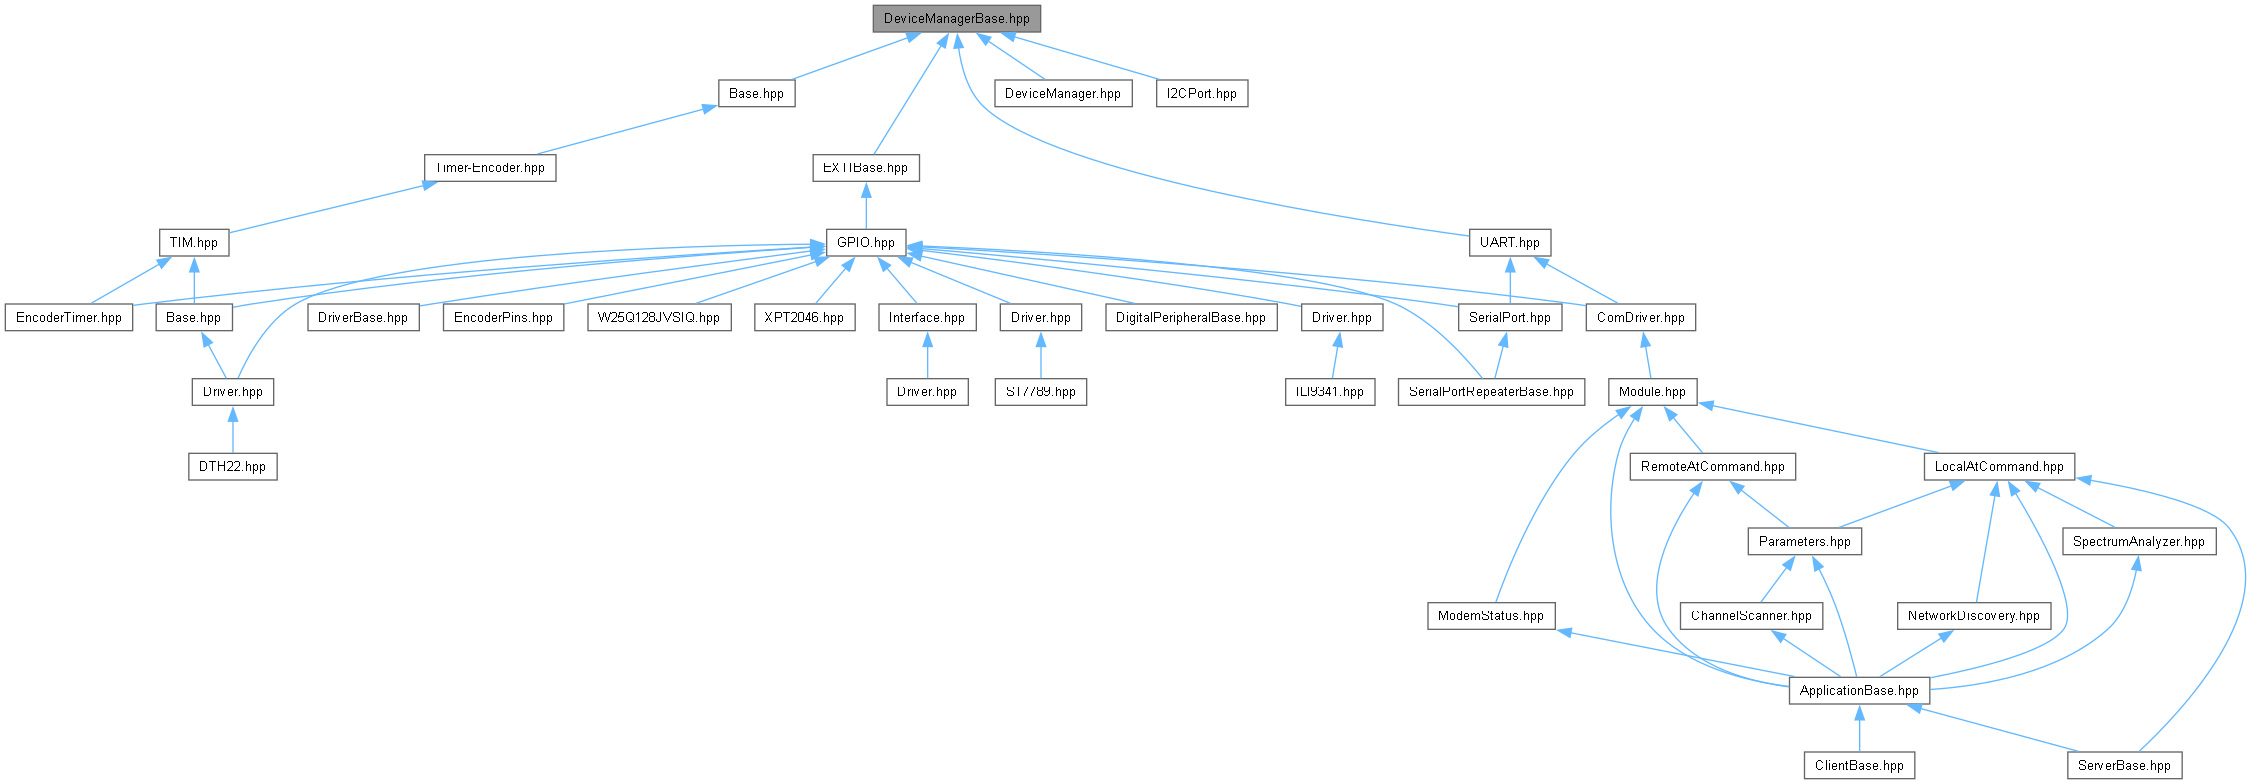 DeviceManagerBase.hpp
Base.hpp
DeviceManager.hpp
I2CPort.hpp
Timer-Encoder.hpp
EXTIBase.hpp
TIM.hpp
GPIO.hpp
UART.hpp
EncoderTimer.hpp
Base.hpp
DriverBase.hpp
EncoderPins.hpp
W25Q128JVSIQ.hpp
XPT2046.hpp
Interface.hpp
Driver.hpp
DigitalPeripheralBase.hpp
Driver.hpp
SerialPort.hpp
ComDriver.hpp
Driver.hpp
Driver.hpp
ST7789.hpp
ILI9341.hpp
SerialPortRepeaterBase.hpp
Module.hpp
DTH22.hpp
RemoteAtCommand.hpp
LocalAtCommand.hpp
Parameters.hpp
SpectrumAnalyzer.hpp
ModemStatus.hpp
ChannelScanner.hpp
NetworkDiscovery.hpp
ApplicationBase.hpp
ClientBase.hpp
ServerBase.hpp